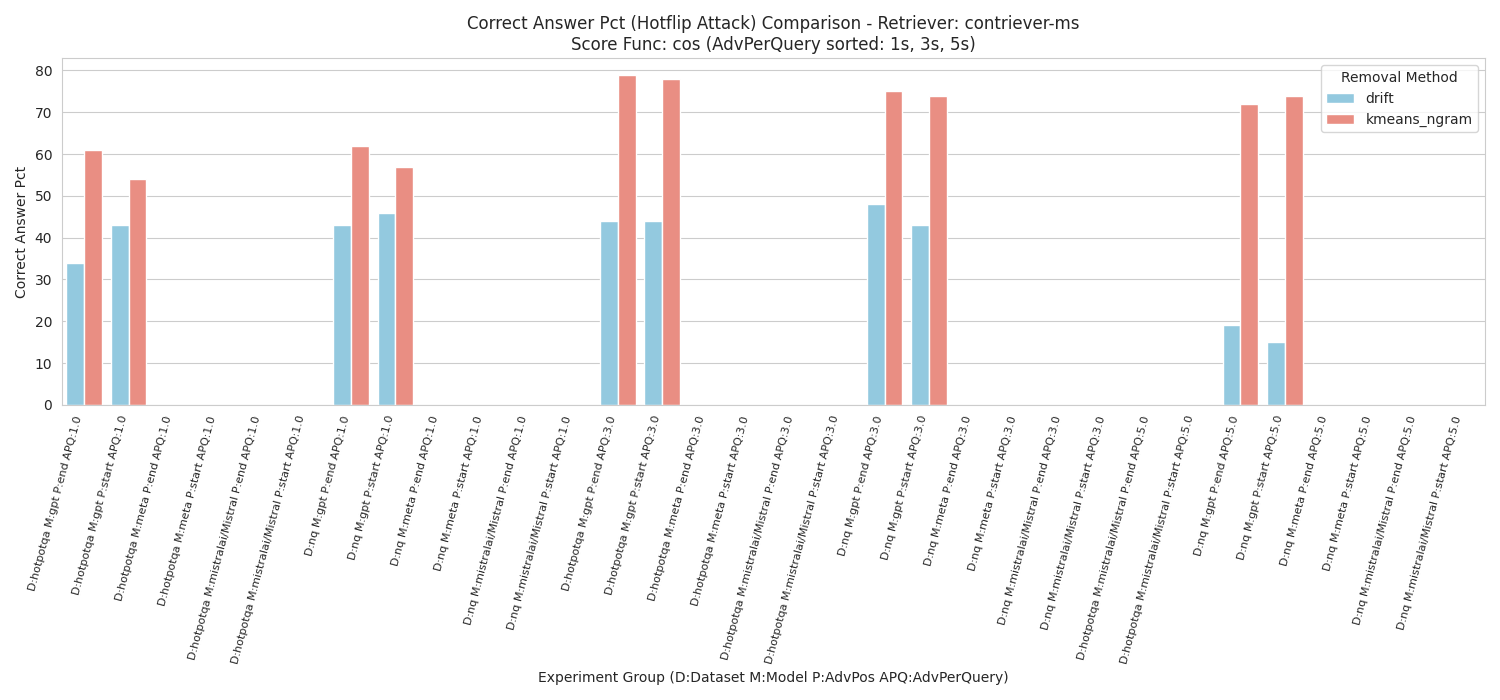 Correct Answer Pct (Hotflip Attack) Comparison - Retriever: contriever-ms
Score Func: cos (AdvPerQuery sorted: 1s, 3s, 5s)
Correct Answer Pct
80
70
60
50
40
30
20
10
0
Removal Method
drift
kmeans_ngram
D:hotpotqa M:gpt P:end APQ:1.0
D:hotpotqa M:gpt P:start APQ:1.0
D:hotpotqa M:meta P:end APQ:1.0
D:hotpotqa M:meta P:start APQ:1.0
D:hotpotqa M:mistralai/Mistral P:end APQ:1.0
D:hotpotqa M:mistralai/Mistral P:start APQ:1.0
D:nq M:gpt P:end APQ:1.0
D:nq M:gpt P:start APQ:1.0
D:nq M:meta P:end APQ:1.0
D:nq M:meta P:start APQ:1.0
D:nq M:mistralai/Mistral P:end APQ:1.0
D:nq M:mistralai/Mistral P:start APQ:1.0
D:hotpotqa M:gpt P:end APQ:3.0
D:hotpotqa M:gpt P:start APQ:3.0
D:hotpotqa M:meta P:end APQ:3.0
D:hotpotqa M:meta P:start APQ:3.0
D:hotpotqa M:mistralai/Mistral P:end APQ:3.0
D:hotpotqa M:mistralai/Mistral P:start APQ:3.0
D:nq M:gpt P:end APQ:3.0
D:nq M:gpt P:start APQ:3.0
D:nq M:meta P:end APQ:3.0
D:nq M:meta P:start APQ:3.0
D:nq M:mistralai/Mistral P:end APQ:3.0
D:nq M:mistralai/Mistral P:start APQ:3.0
D:hotpotqa M:mistralai/Mistral P:end APQ:5.0
D:hotpotqa M:mistralai/Mistral P:start APQ:5.0
D:nq M:gpt P:end APQ:5.0
D:nq M:gpt P:start APQ:5.0
D:nq M:meta P:end APQ:5.0
D:nq M:meta P:start APQ:5.0
D:nq M:mistralai/Mistral P:end APQ:5.0
D:nq M:mistralai/Mistral P:start APQ:5.0
Experiment Group (D:Dataset M:Model P:AdvPos APQ:AdvPerQuery)